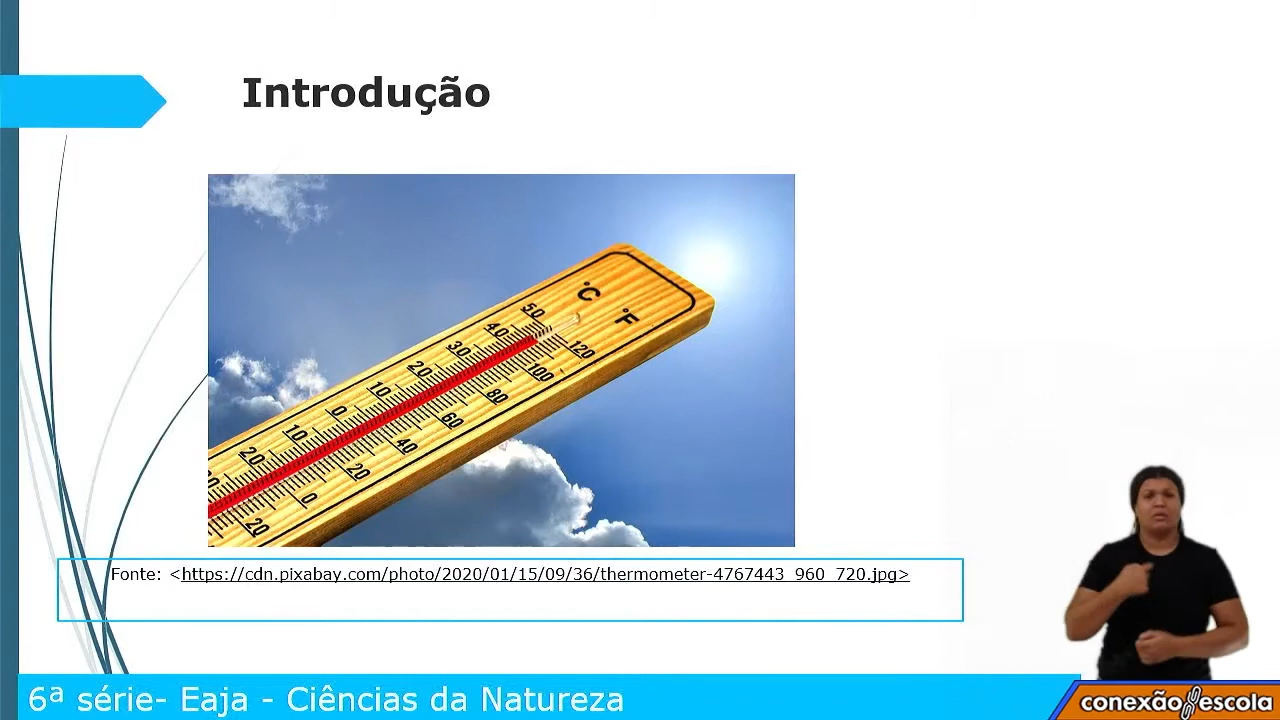 Introdução
°C
°F
50
40
30
20
10
0
10
20
120
100
80
60
40
20
0
20
Fonte: <https://cdn.pixabay.com/photo/2020/01/15/09/36/thermometer-4767443_960_720.jpg>
6ª série- Eaja - Ciências da Natureza
conexão escola